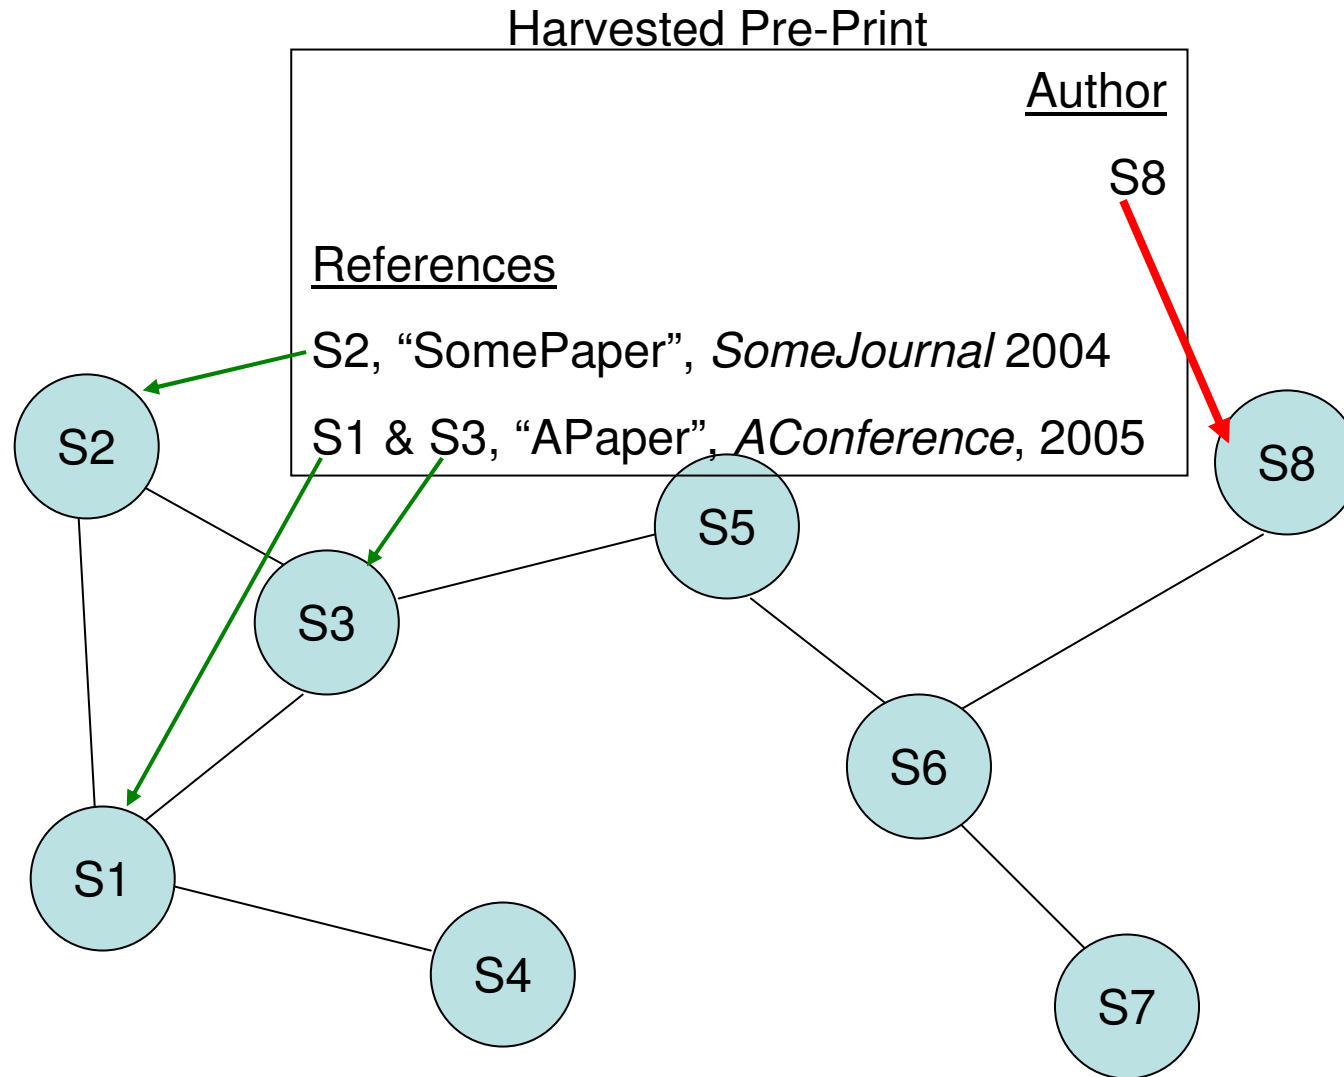 Harvested Pre-Print
Author
S8
References
S2, “SomePaper”, SomeJournal 2004
S1 & S3, “APaper”, AConference, 2005
S2
S8
S5
S3
S6
S1
S4
S7